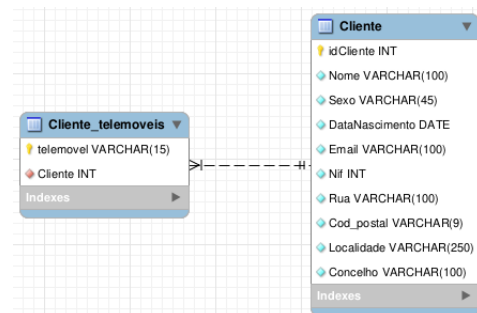 Cliente_telemoveis
telemovel VARCHAR(15)
Cliente INT
Indexes
Cliente
idCliente INT
Nome VARCHAR(100)
Sexo VARCHAR(45)
DataNascimento DATE
Email VARCHAR(100)
Nif INT
Rua VARCHAR(100)
Cod_postal VARCHAR(9)
Localidade VARCHAR(250)
Concelho VARCHAR(100)
Indexes